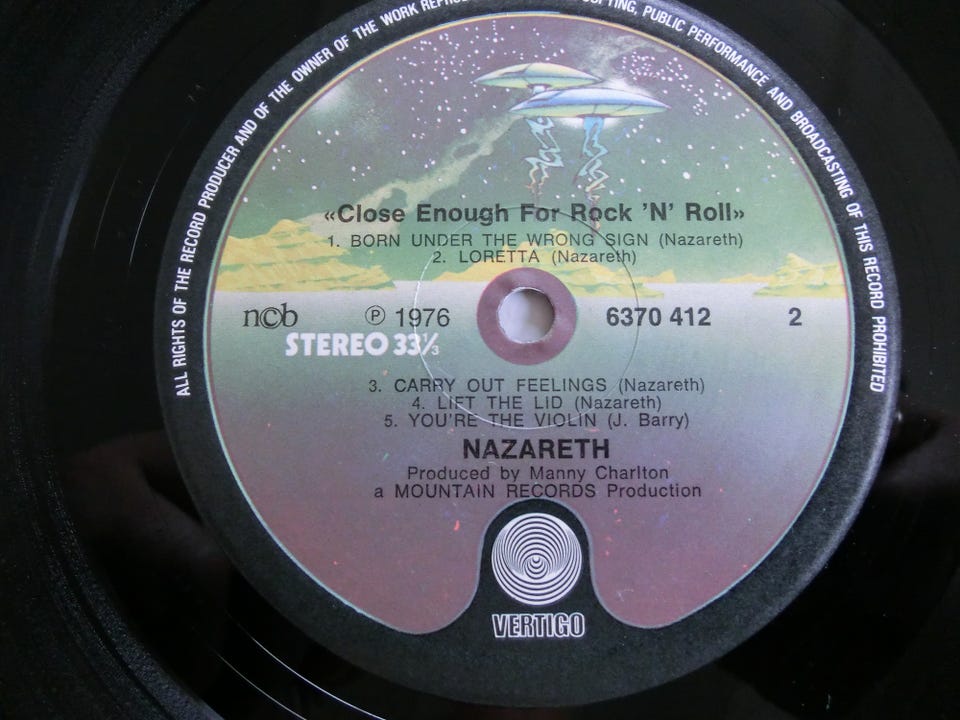 ALL RIGHTS OF THE RECORD PRODUCER AND OF THE OWNER OF THE WORK PUBLIC PERFORMANCE AND BROADCASTING OF THIS RECORD PROHIBITED
«Close Enough For Rock 'N' Roll»
1. BORN UNDER THE WRONG SIGN (Nazareth)
2. LORETTA (Nazareth)
ncb ℗ 1976 6370 412 2
STEREO 33⅓
3. CARRY OUT FEELINGS (Nazareth)
4. LIFT THE LID (Nazareth)
5. YOU'RE THE VIOLIN (J. Barry)
NAZARETH
Produced by Manny Charlton
a MOUNTAIN RECORDS Production
VERTIGO